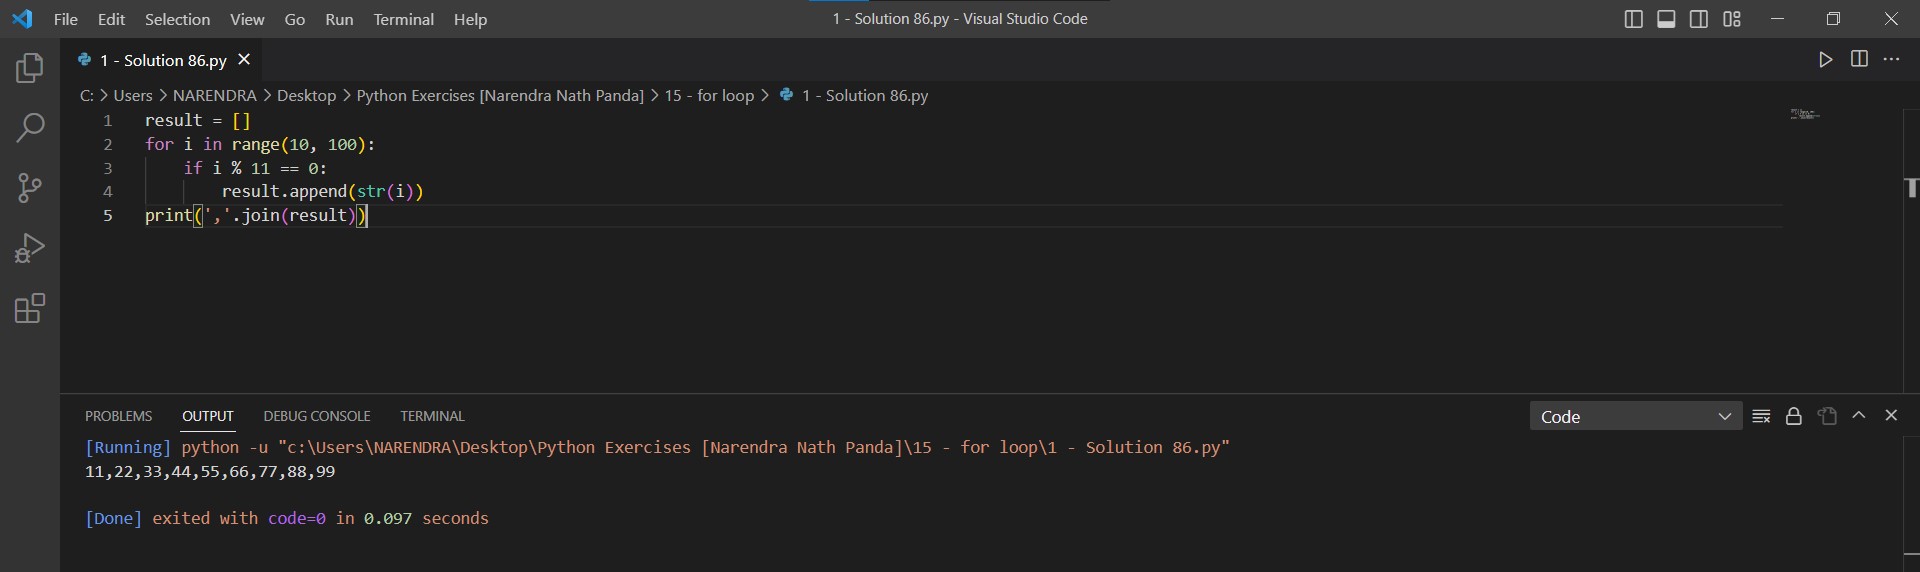 File Edit Selection View Go Run Terminal Help 1 - Solution 86.py - Visual Studio Code
1 - Solution 86.py
C: > Users > NARENDRA > Desktop > Python Exercises [Narendra Nath Panda] > 15 - for loop > 1 - Solution 86.py
1 result = []
2 for i in range(10, 100):
3     if i % 11 == 0:
4         result.append(str(i))
5 print(','.join(result))
PROBLEMS OUTPUT DEBUG CONSOLE TERMINAL Code
[Running] python -u "c:\Users\NARENDRA\Desktop\Python Exercises [Narendra Nath Panda]\15 - for loop\1 - Solution 86.py"
11,22,33,44,55,66,77,88,99
[Done] exited with code=0 in 0.097 seconds